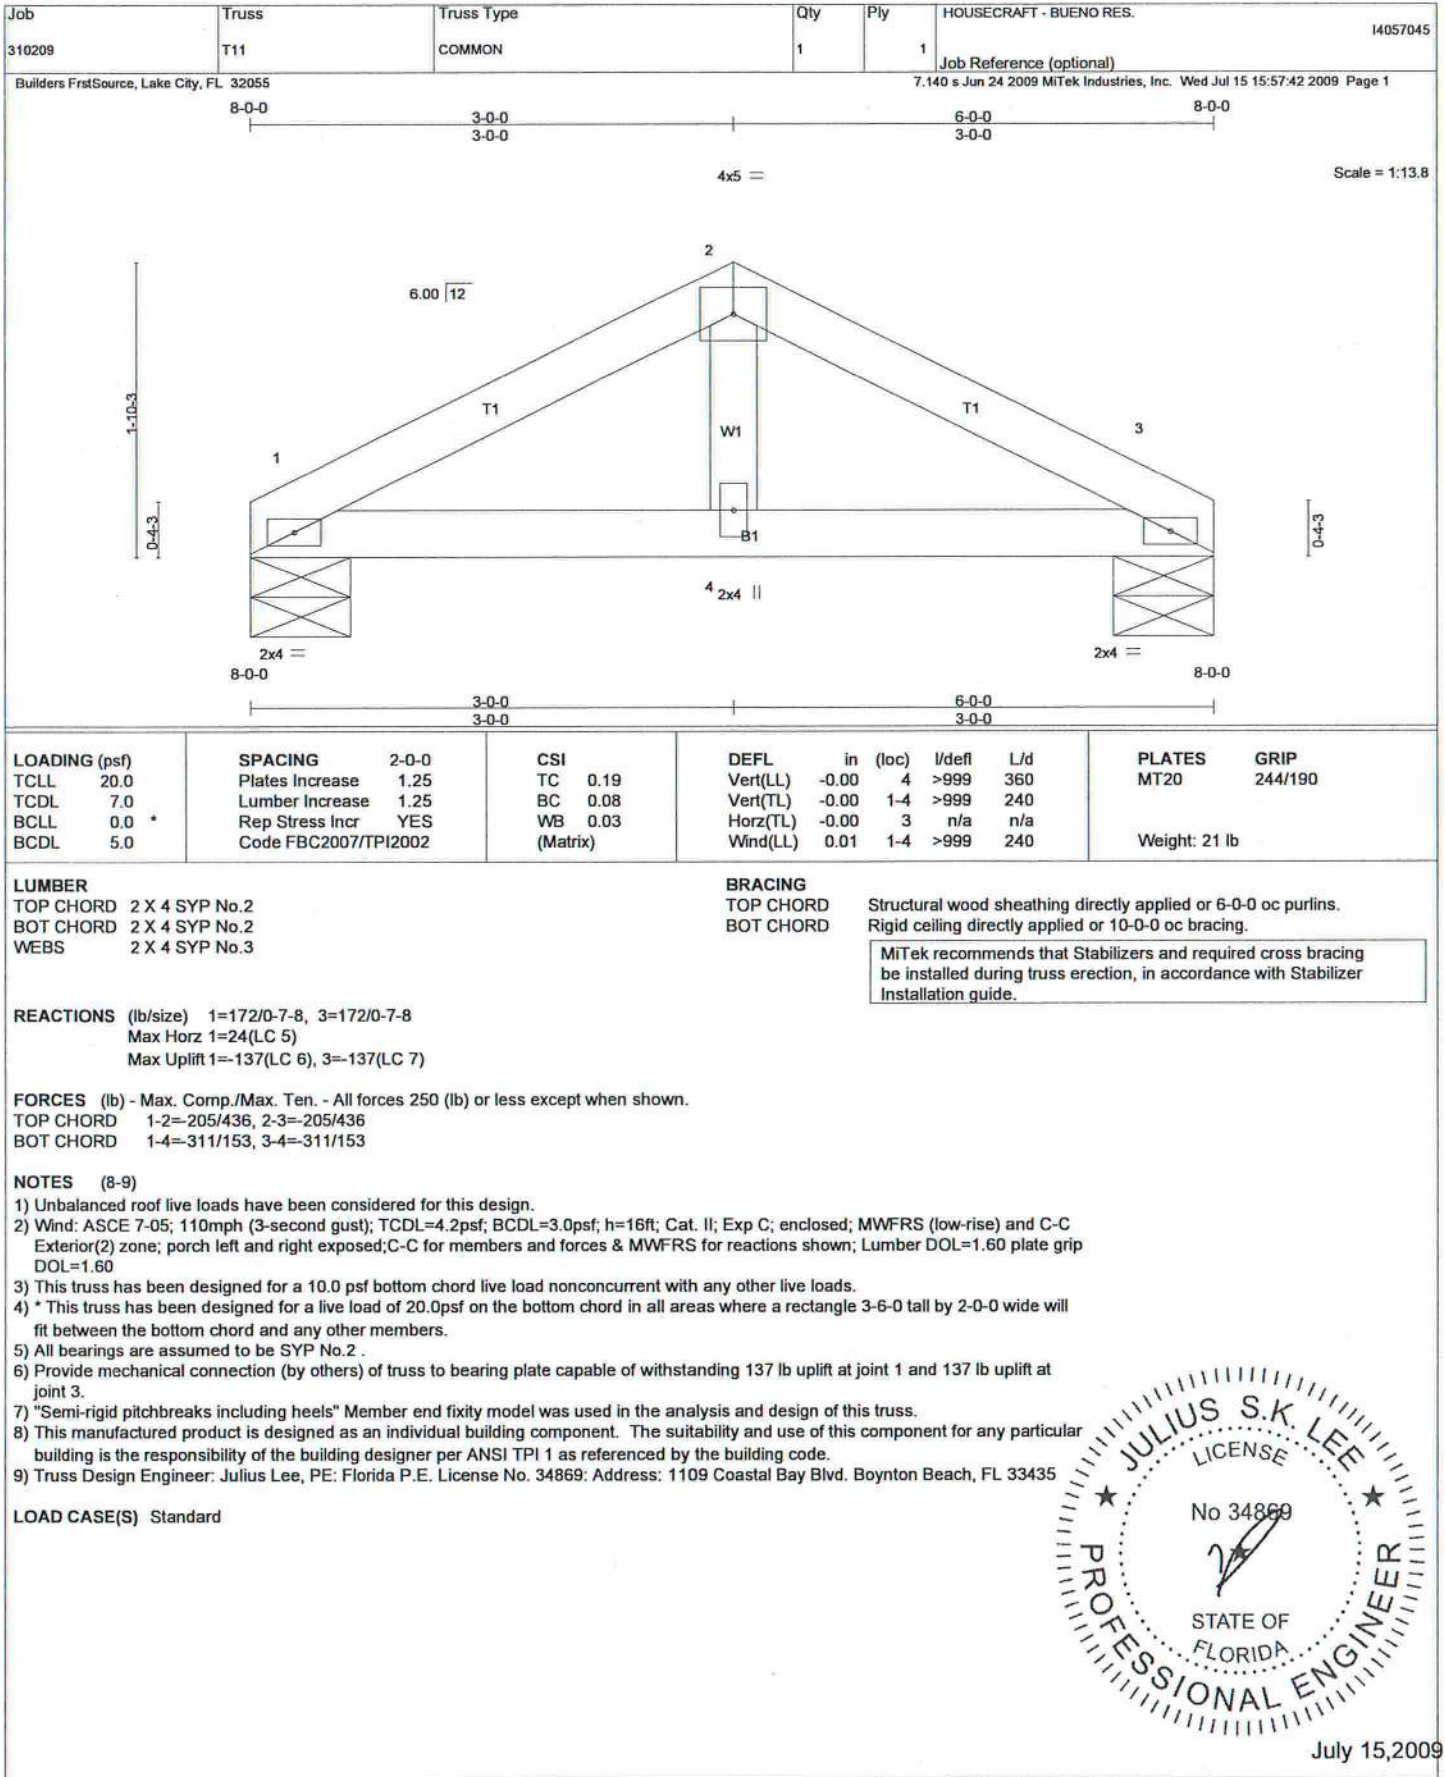 Job Truss Truss Type Qty Ply HOUSECRAFT - BUENO RES.
I4057045
310209 T11 COMMON 1 1
Job Reference (optional)
Builders FrstSource, Lake City, FL 32055 7.140 s Jun 24 2009 MiTek Industries, Inc. Wed Jul 15 15:57:42 2009 Page 1
8-0-0 8-0-0
3-0-0 6-0-0
3-0-0 3-0-0
4x5 =
Scale = 1:13.8
2
6.00 12
1-10-3
T1 T1
W1
1 3
0-4-3 0-4-3
B1
4 2x4 ||
2x4 = 2x4 =
8-0-0 8-0-0
3-0-0 6-0-0
3-0-0 3-0-0
LOADING (psf)
TCLL 20.0
TCDL 7.0
BCLL 0.0 *
BCDL 5.0
SPACING 2-0-0
Plates Increase 1.25
Lumber Increase 1.25
Rep Stress Incr YES
Code FBC2007/TPI2002
CSI
TC 0.19
BC 0.08
WB 0.03
(Matrix)
DEFL in (loc) l/defl L/d
Vert(LL) -0.00 4 >999 360
Vert(TL) -0.00 1-4 >999 240
Horz(TL) -0.00 3 n/a n/a
Wind(LL) 0.01 1-4 >999 240
PLATES GRIP
MT20 244/190
Weight: 21 lb
LUMBER
TOP CHORD 2 X 4 SYP No.2
BOT CHORD 2 X 4 SYP No.2
WEBS 2 X 4 SYP No.3
BRACING
TOP CHORD Structural wood sheathing directly applied or 6-0-0 oc purlins.
BOT CHORD Rigid ceiling directly applied or 10-0-0 oc bracing.
MiTek recommends that Stabilizers and required cross bracing
be installed during truss erection, in accordance with Stabilizer
Installation guide.
REACTIONS (lb/size) 1=172/0-7-8, 3=172/0-7-8
Max Horz 1=24(LC 5)
Max Uplift 1=-137(LC 6), 3=-137(LC 7)
FORCES (lb) - Max. Comp./Max. Ten. - All forces 250 (lb) or less except when shown.
TOP CHORD 1-2=-205/436, 2-3=-205/436
BOT CHORD 1-4=-311/153, 3-4=-311/153
NOTES (8-9)
1) Unbalanced roof live loads have been considered for this design.
2) Wind: ASCE 7-05; 110mph (3-second gust); TCDL=4.2psf; BCDL=3.0psf; h=16ft; Cat. II; Exp C; enclosed; MWFRS (low-rise) and C-C
Exterior(2) zone; porch left and right exposed;C-C for members and forces & MWFRS for reactions shown; Lumber DOL=1.60 plate grip
DOL=1.60
3) This truss has been designed for a 10.0 psf bottom chord live load nonconcurrent with any other live loads.
4) * This truss has been designed for a live load of 20.0psf on the bottom chord in all areas where a rectangle 3-6-0 tall by 2-0-0 wide will
fit between the bottom chord and any other members.
5) All bearings are assumed to be SYP No.2 .
6) Provide mechanical connection (by others) of truss to bearing plate capable of withstanding 137 lb uplift at joint 1 and 137 lb uplift at
joint 3.
7) "Semi-rigid pitchbreaks including heels" Member end fixity model was used in the analysis and design of this truss.
8) This manufactured product is designed as an individual building component. The suitability and use of this component for any particular
building is the responsibility of the building designer per ANSI TPI 1 as referenced by the building code.
9) Truss Design Engineer: Julius Lee, PE: Florida P.E. License No. 34869: Address: 1109 Coastal Bay Blvd. Boynton Beach, FL 33435
LOAD CASE(S) Standard
JULIUS S.K. LEE
LICENSE
No 34869
STATE OF
FLORIDA
PROFESSIONAL ENGINEER
July 15,2009